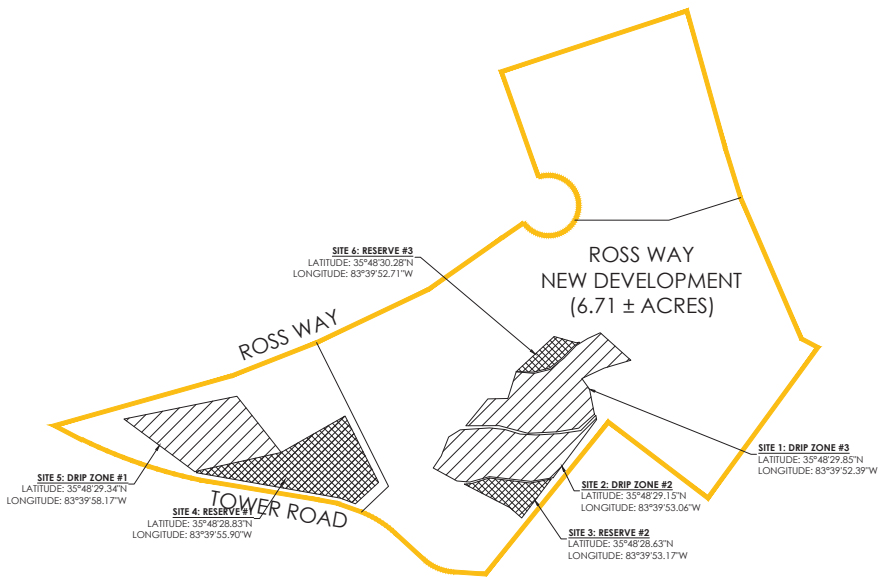 SITE 6: RESERVE #3
LATITUDE: 35°48'30.28"N
LONGITUDE: 83°39'52.71"W
ROSS WAY
NEW DEVELOPMENT
(6.71 ± ACRES)
ROSS WAY
SITE 1: DRIP ZONE #3
LATITUDE: 35°48'29.85"N
LONGITUDE: 83°39'52.39"W
SITE 5: DRIP ZONE #1
LATITUDE: 35°48'29.34"N
LONGITUDE: 83°39'58.17"W
SITE 2: DRIP ZONE #2
LATITUDE: 35°48'29.15"N
LONGITUDE: 83°39'53.06"W
TOWER ROAD
SITE 4: RESERVE #1
LATITUDE: 35°48'28.83"N
LONGITUDE: 83°39'55.90"W
SITE 3: RESERVE #2
LATITUDE: 35°48'28.63"N
LONGITUDE: 83°39'53.17"W